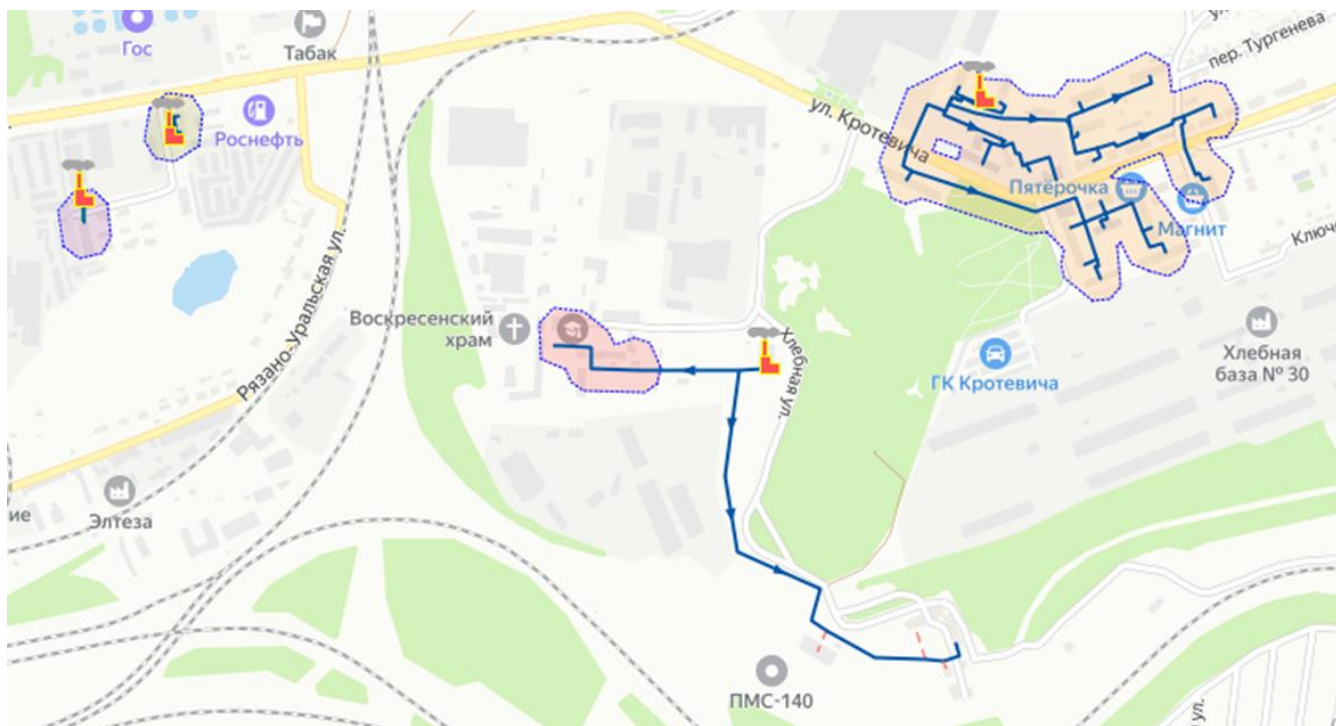 Гос
Табак
Роснефть
ул. Кротевича
пер. Тургенева
Пятёрочка
Магнит
Рязано-Уральская ул.
Воскресенский
храм
Хлебная ул.
ГК Кротевича
Хлебная
база № 30
ие
Элтеза
ПМС-140
ул.